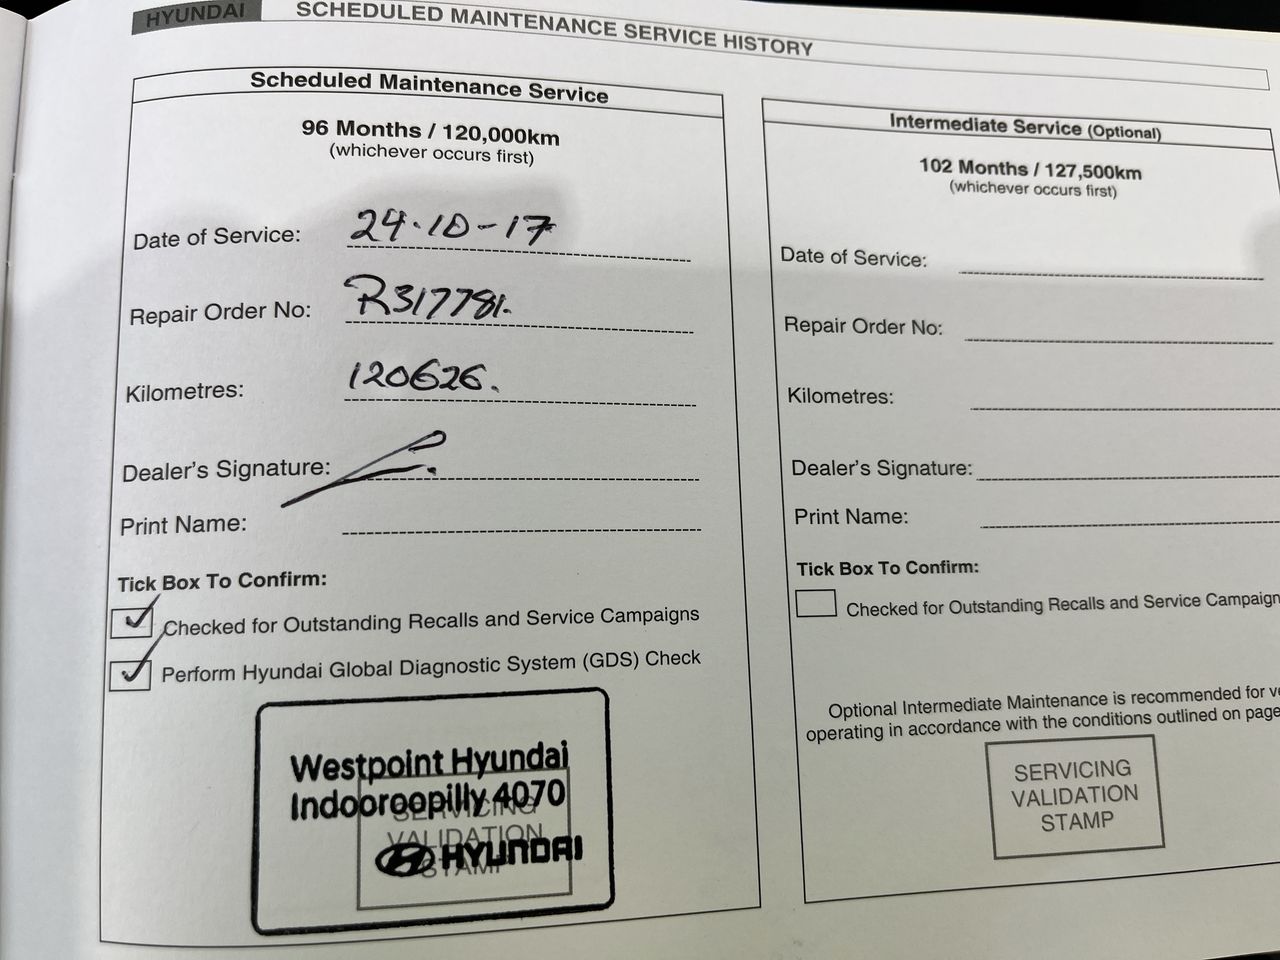 HYUNDAI
SCHEDULED MAINTENANCE SERVICE HISTORY
Scheduled Maintenance Service
96 Months / 120,000km
(whichever occurs first)
Date of Service: 24·10-17
Repair Order No: R317781.
Kilometres: 120626.
Dealer's Signature:
Print Name:
Tick Box To Confirm:
Checked for Outstanding Recalls and Service Campaigns
Perform Hyundai Global Diagnostic System (GDS) Check
Westpoint Hyundai
Indooroopilly 4070
HYUNDAI
SERVICING
VALIDATION
STAMP
Intermediate Service (Optional)
102 Months / 127,500km
(whichever occurs first)
Date of Service:
Repair Order No:
Kilometres:
Dealer's Signature:
Print Name:
Tick Box To Confirm:
Checked for Outstanding Recalls and Service Campaign
Optional Intermediate Maintenance is recommended for ve
operating in accordance with the conditions outlined on page
SERVICING
VALIDATION
STAMP